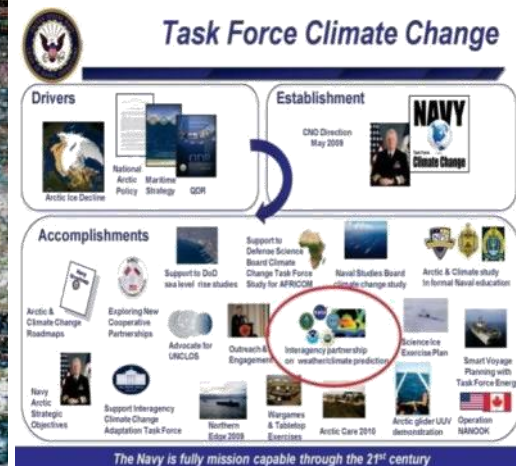 Task Force Climate Change
Drivers
Arctic Ice Decline
National
Arctic
Policy
Maritime
Strategy
QDR
Establishment
CNO Direction
May 2009
NAVY
Climate Change
Accomplishments
Arctic &
Climate Change
Roadmaps
Exploring New
Cooperative
Partnerships
Support to DoD
sea level rise studies
Support to
Defense Science
Board Climate
Change Task Force
Study for AFRICOM
Naval Studies Board
climate change study
Arctic & Climate study
in formal Naval education
Advocate for
UNCLOS
Outreach &
Engagement
Interagency partnership
on weather/climate prediction
Science Ice
Exercise Plan
Smart Voyage
Planning with
Task Force Energy
Navy
Arctic
Strategic
Objectives
Support Interagency
Climate Change
Adaptation Task Force
Northern
Edge 2009
Wargames
& Tabletop
Exercises
Arctic Care 2010
Arctic glider UUV
demonstration
Operation
NANOOK
The Navy is fully mission capable through the 21st century